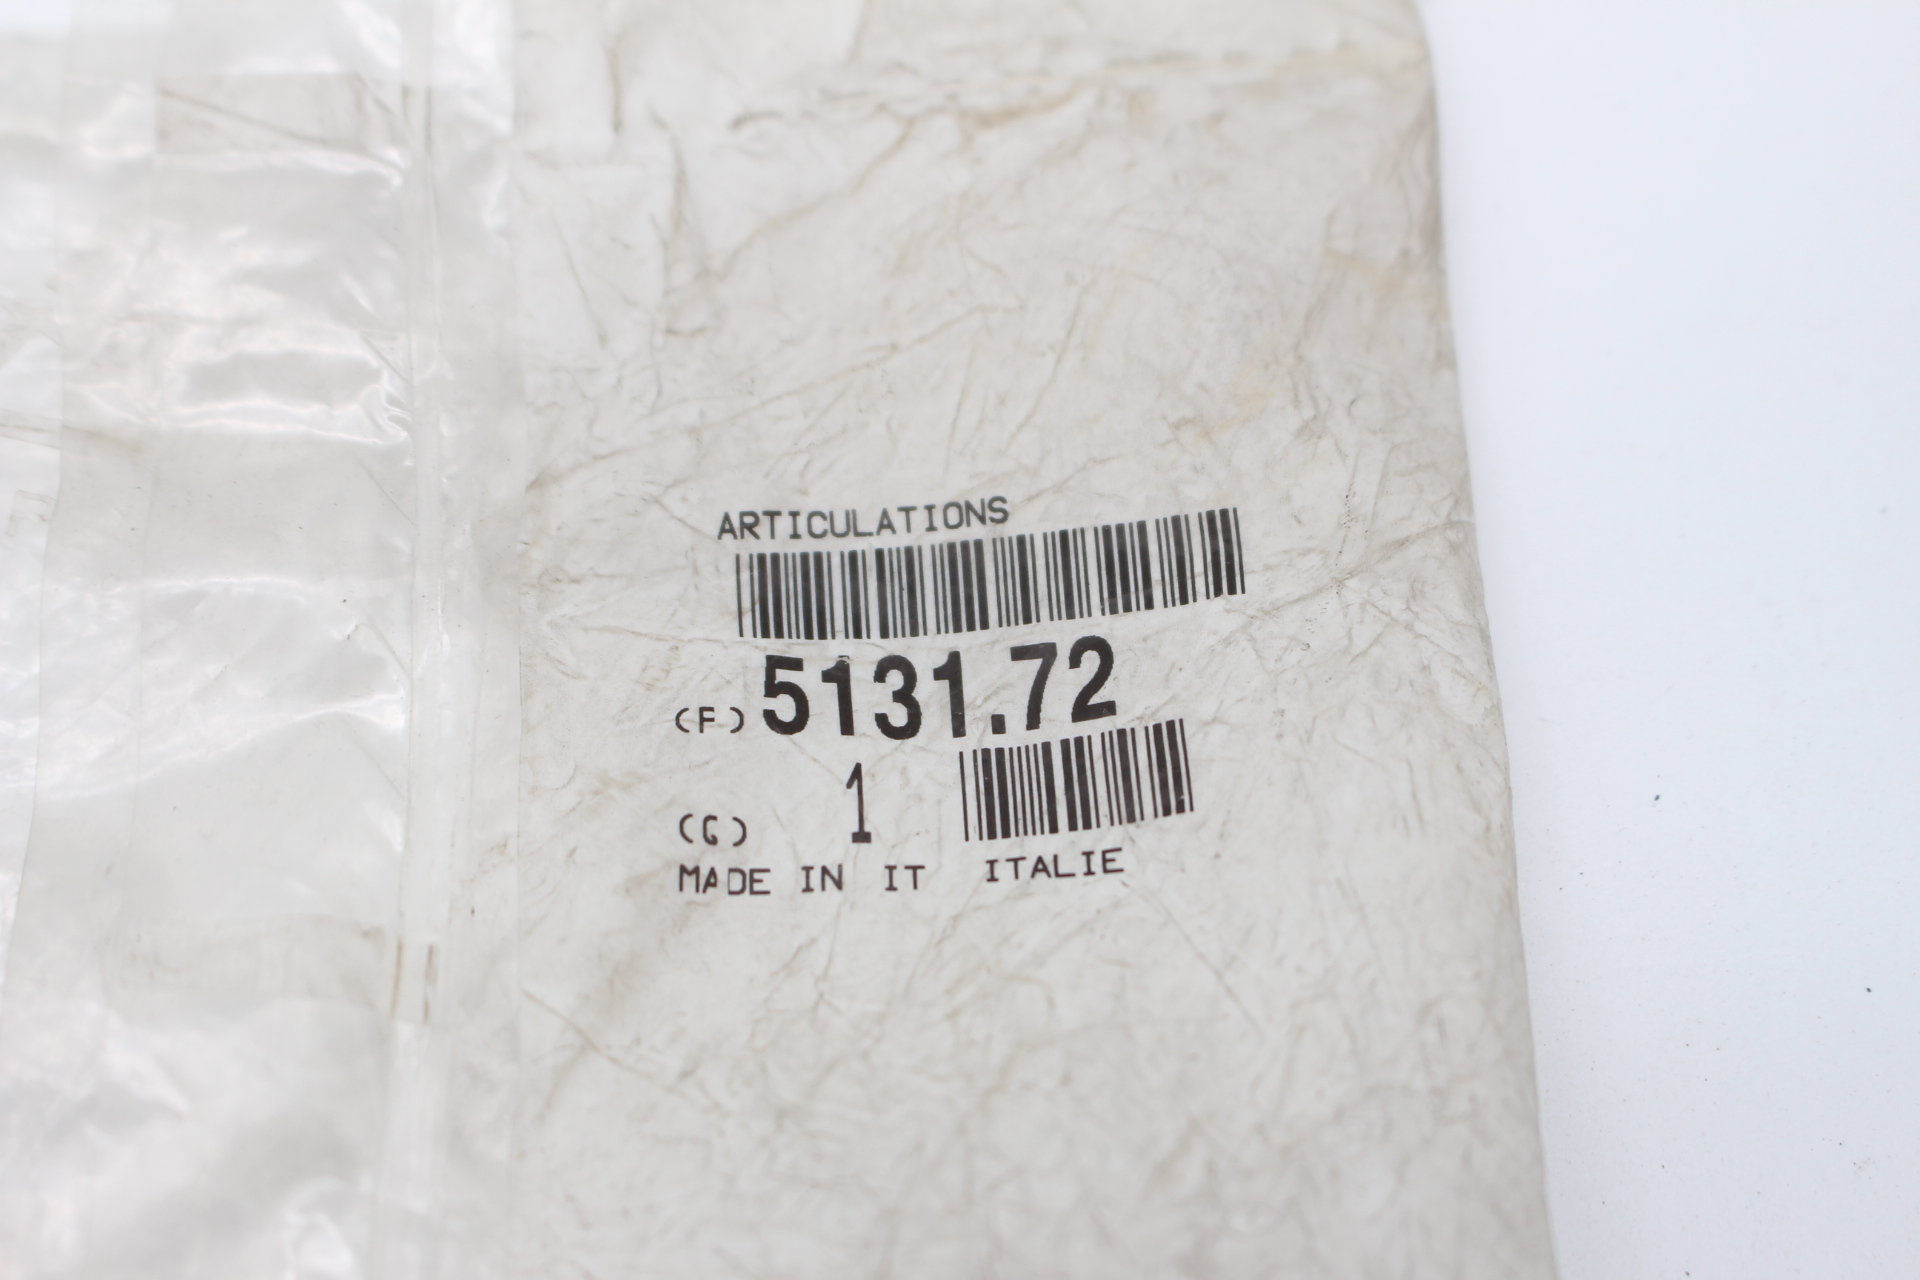 ARTICULATIONS
(F) 5131.72
(G) 1
MADE IN IT ITALIE